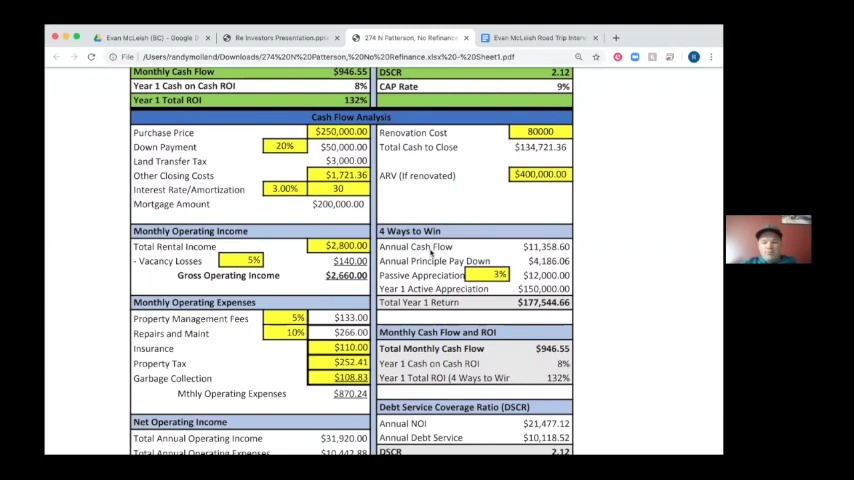 Evan McLeish (BC) – Google D
Re Investors Presentation.pptx
274 N Patterson, No Refinance
Evan McLeish Road Trip Interv
File /Users/randymolland/Downloads/274%20N%20Patterson,%20No%20Refinance.xlsx%20-%20Sheet1.pdf
Monthly Cash Flow $946.55
Year 1 Cash on Cash ROI 8%
Year 1 Total ROI 132%
DSCR 2.12
CAP Rate 9%
Cash Flow Analysis
Purchase Price $250,000.00
Down Payment 20% $50,000.00
Land Transfer Tax $3,000.00
Other Closing Costs $1,721.36
Interest Rate/Amortization 3.00% 30
Mortgage Amount $200,000.00
Renovation Cost 80000
Total Cash to Close $134,721.36
ARV (If renovated) $400,000.00
Monthly Operating Income
Total Rental Income $2,800.00
- Vacancy Losses 5% $140.00
Gross Operating Income $2,660.00
4 Ways to Win
Annual Cash Flow $11,358.60
Annual Principle Pay Down $4,186.06
Passive Appreciation 3% $12,000.00
Year 1 Active Appreciation $150,000.00
Total Year 1 Return $177,544.66
Monthly Operating Expenses
Property Management Fees 5% $133.00
Repairs and Maint 10% $266.00
Insurance $110.00
Property Tax $252.41
Garbage Collection $108.83
Mthly Operating Expenses $870.24
Monthly Cash Flow and ROI
Total Monthly Cash Flow $946.55
Year 1 Cash on Cash ROI 8%
Year 1 Total ROI (4 Ways to Win 132%
Net Operating Income
Total Annual Operating Income $31,920.00
Total Annual Operating Expenses $10,442.88
Debt Service Coverage Ratio (DSCR)
Annual NOI $21,477.12
Annual Debt Service $10,118.52
DSCR 2.12